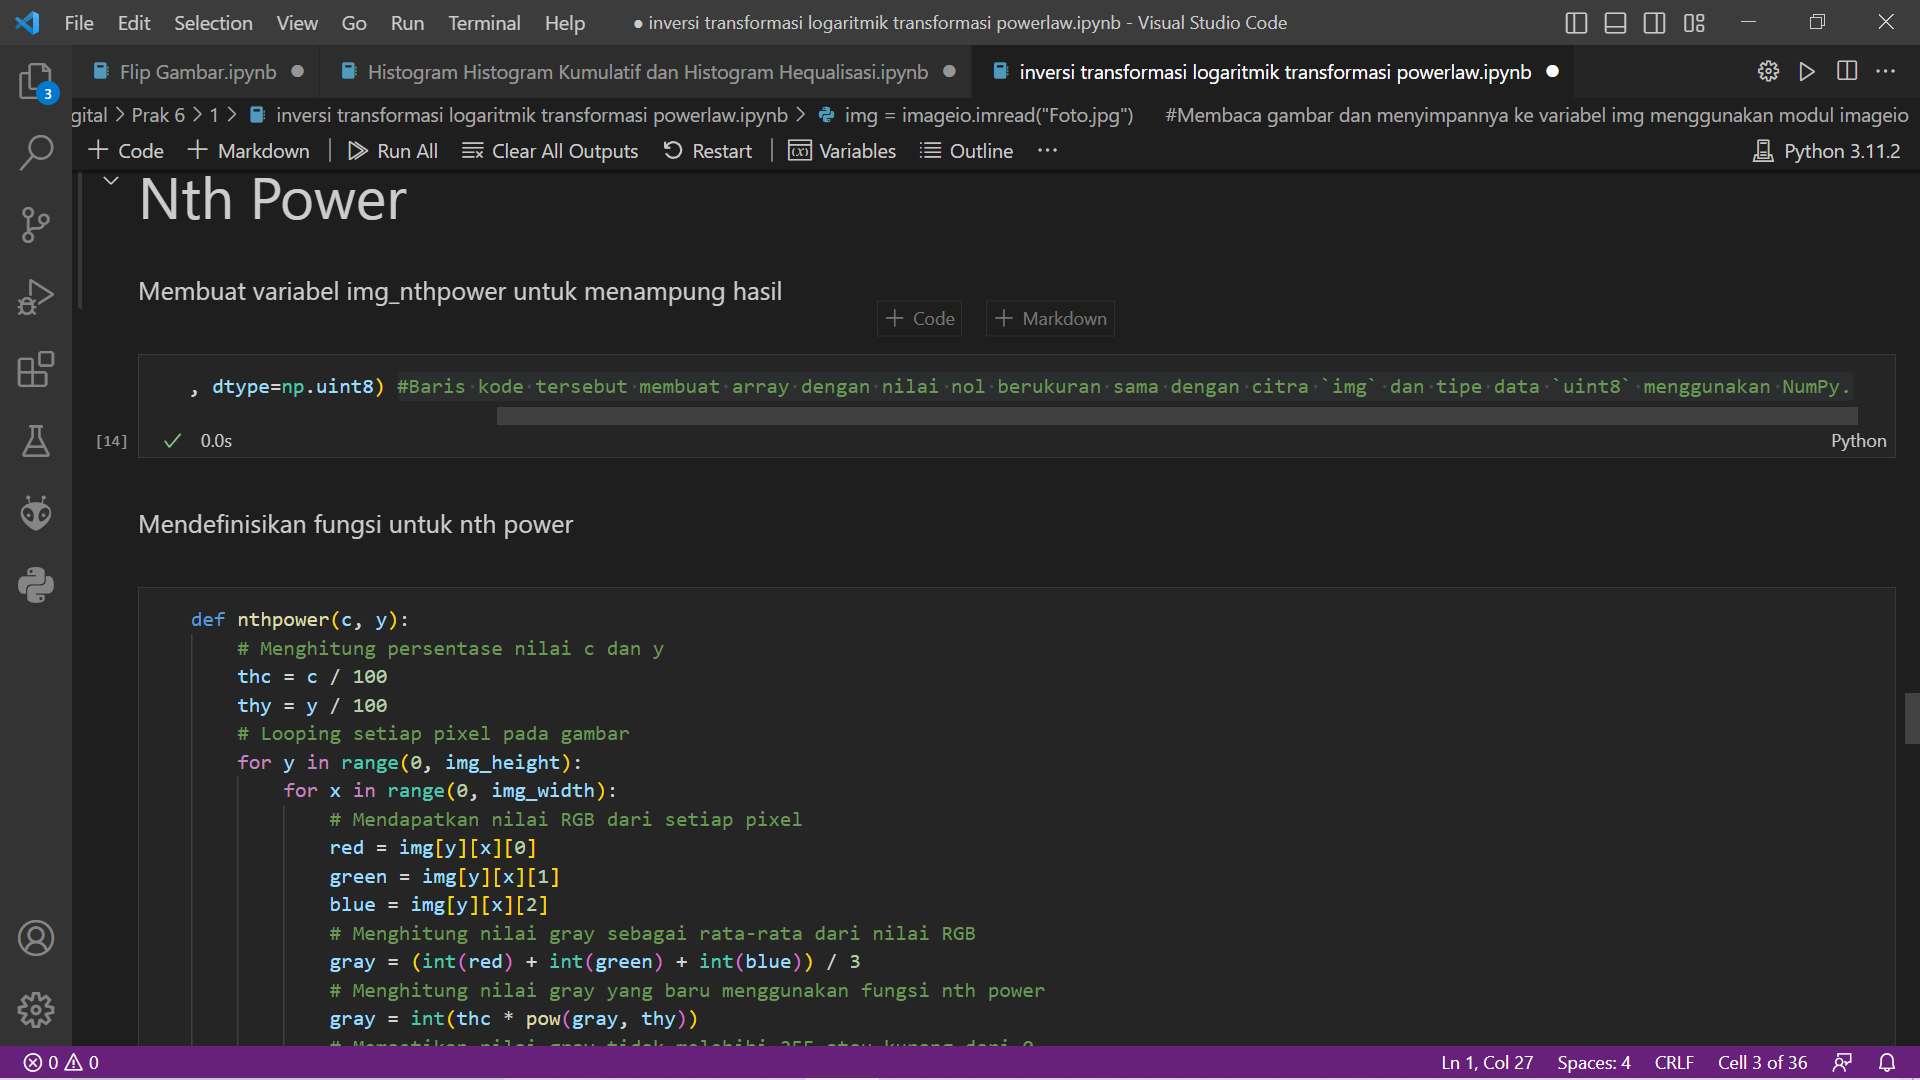 File Edit Selection View Go Run Terminal Help ● inversi transformasi logaritmik transformasi powerlaw.ipynb - Visual Studio Code
Flip Gambar.ipynb ● Histogram Histogram Kumulatif dan Histogram Hequalisasi.ipynb ● inversi transformasi logaritmik transformasi powerlaw.ipynb ●
gital > Prak 6 > 1 > inversi transformasi logaritmik transformasi powerlaw.ipynb > img = imageio.imread("Foto.jpg") #Membaca gambar dan menyimpannya ke variabel img menggunakan modul imageio
+ Code + Markdown | Run All Clear All Outputs Restart | Variables Outline ··· Python 3.11.2
3
Nth Power
Membuat variabel img_nthpower untuk menampung hasil
+ Code + Markdown
, dtype=np.uint8) #Baris kode tersebut membuat array dengan nilai nol berukuran sama dengan citra `img` dan tipe data `uint8` menggunakan NumPy.
[14] ✓ 0.0s Python
Mendefinisikan fungsi untuk nth power
def nthpower(c, y):
    # Menghitung persentase nilai c dan y
    thc = c / 100
    thy = y / 100
    # Looping setiap pixel pada gambar
    for y in range(0, img_height):
        for x in range(0, img_width):
            # Mendapatkan nilai RGB dari setiap pixel
            red = img[y][x][0]
            green = img[y][x][1]
            blue = img[y][x][2]
            # Menghitung nilai gray sebagai rata-rata dari nilai RGB
            gray = (int(red) + int(green) + int(blue)) / 3
            # Menghitung nilai gray yang baru menggunakan fungsi nth power
            gray = int(thc * pow(gray, thy))
0 0 Ln 1, Col 27 Spaces: 4 CRLF Cell 3 of 36